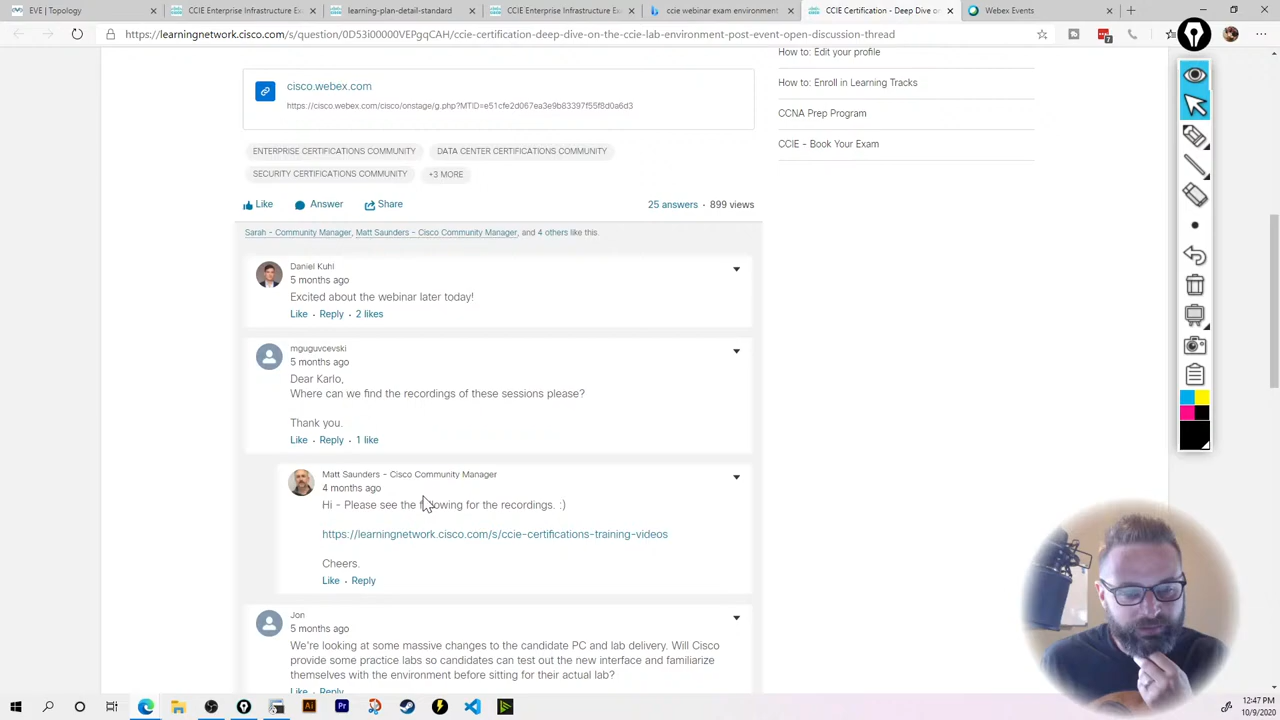 EVE | Topology
CCIE Enterprise Infrastructure Ex
learning-plan-detail-standard
CCIE Enterprise Infrastructure Ex
ccie webinar exam environment
CCIE Certification - Deep Dive on
Webex Events
https://learningnetwork.cisco.com/s/question/0D53i00000VEPgqCAH/ccie-certification-deep-dive-on-the-ccie-lab-environment-post-event-open-discussion-thread
7
How to: Edit your profile
cisco.webex.com
https://cisco.webex.com/cisco/onstage/g.php?MTID=e51cfe2d067ea3e9b83397f55f8d0a6d3
How to: Enroll in Learning Tracks
CCNA Prep Program
CCIE - Book Your Exam
ENTERPRISE CERTIFICATIONS COMMUNITY
DATA CENTER CERTIFICATIONS COMMUNITY
SECURITY CERTIFICATIONS COMMUNITY
+3 MORE
Like Answer Share
25 answers · 899 views
Sarah - Community Manager, Matt Saunders - Cisco Community Manager, and 4 others like this.
Daniel Kuhl
5 months ago
Excited about the webinar later today!
Like · Reply · 2 likes
mguguvcevski
5 months ago
Dear Karlo,
Where can we find the recordings of these sessions please?
Thank you.
Like · Reply · 1 like
Matt Saunders - Cisco Community Manager
4 months ago
Hi - Please see the following for the recordings. :)
https://learningnetwork.cisco.com/s/ccie-certifications-training-videos
Cheers.
Like · Reply
Jon
5 months ago
We're looking at some massive changes to the candidate PC and lab delivery. Will Cisco
provide some practice labs so candidates can test out the new interface and familiarize
themselves with the environment before sitting for their actual lab?
Like · Reply
Ai
Pr
12:47 PM
10/9/2020